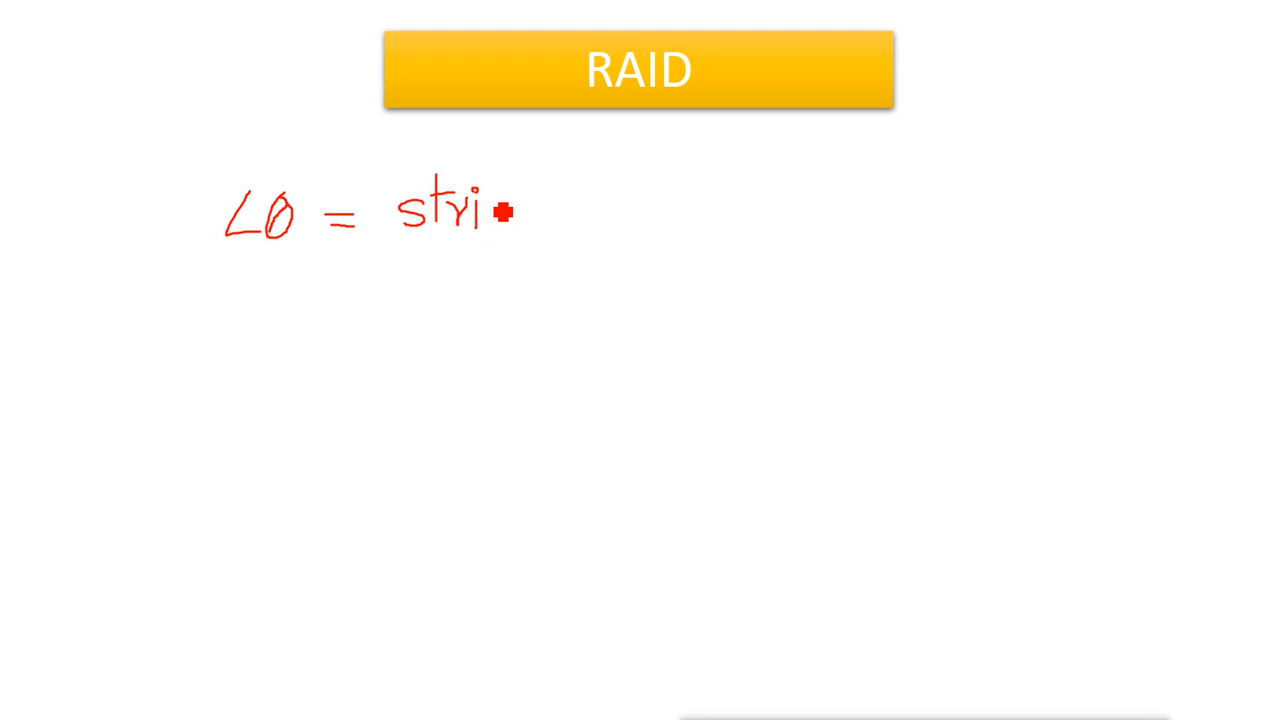 RAID
L0 = stri